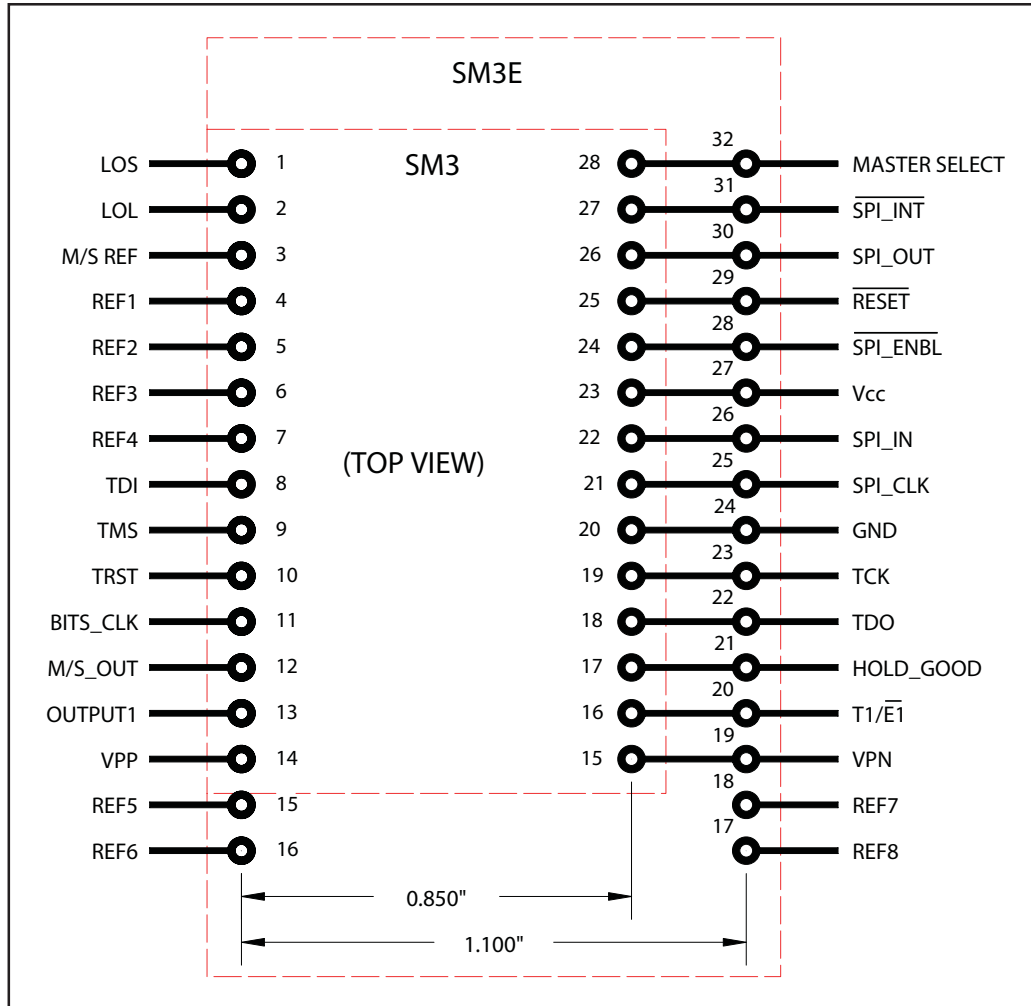 SM3E
SM3
32
LOS 1 28 MASTER SELECT
31
LOL 2 27 SPI_INT
30
M/S REF 3 26 SPI_OUT
29
REF1 4 25 RESET
28
REF2 5 24 SPI_ENBL
27
REF3 6 23 Vcc
26
REF4 7 22 SPI_IN
(TOP VIEW)
25
TDI 8 21 SPI_CLK
24
TMS 9 20 GND
23
TRST 10 19 TCK
22
BITS_CLK 11 18 TDO
21
M/S_OUT 12 17 HOLD_GOOD
20
OUTPUT1 13 16 T1/E1
19
VPP 14 15 VPN
18
REF5 15 REF7
17
REF6 16 REF8
0.850"
1.100"